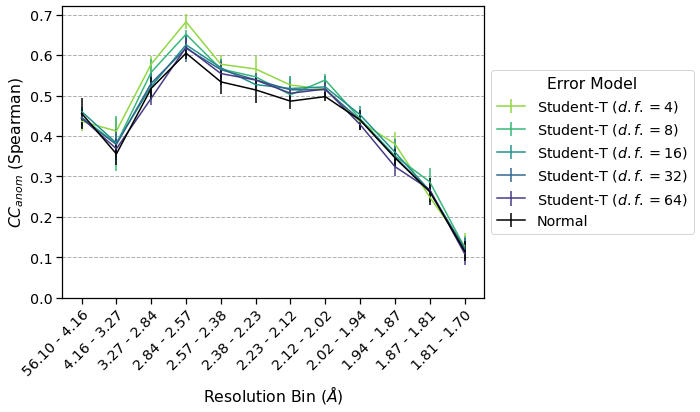 0.7
0.6
0.5
0.4
0.3
0.2
0.1
0.0
CC_anom (Spearman)
56.10 - 4.16
4.16 - 3.27
3.27 - 2.84
2.84 - 2.57
2.57 - 2.38
2.38 - 2.23
2.23 - 2.12
2.12 - 2.02
2.02 - 1.94
1.94 - 1.87
1.87 - 1.81
1.81 - 1.70
Resolution Bin (Å)
Error Model
Student-T (d.f. = 4)
Student-T (d.f. = 8)
Student-T (d.f. = 16)
Student-T (d.f. = 32)
Student-T (d.f. = 64)
Normal